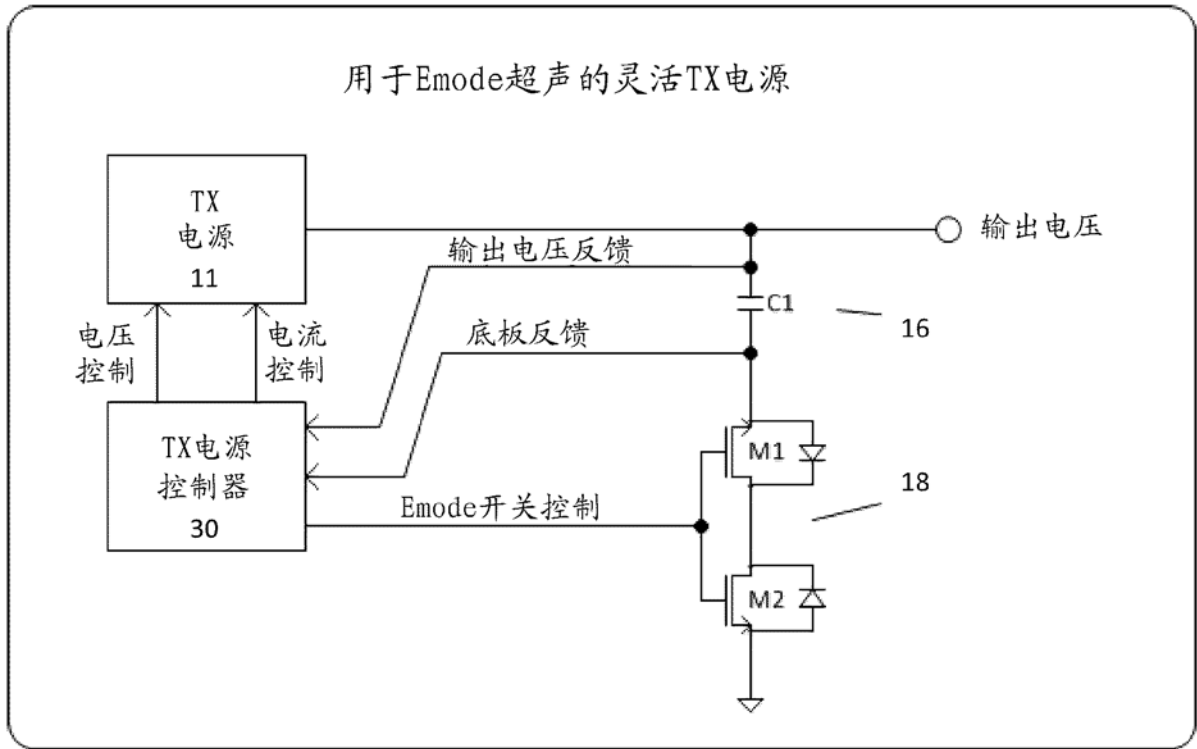 用于Emode超声的灵活TX电源
TX
电源
11
输出电压
输出电压反馈
C1
16
电压
控制
电流
控制
底板反馈
TX电源
控制器
30
M1
18
Emode开关控制
M2